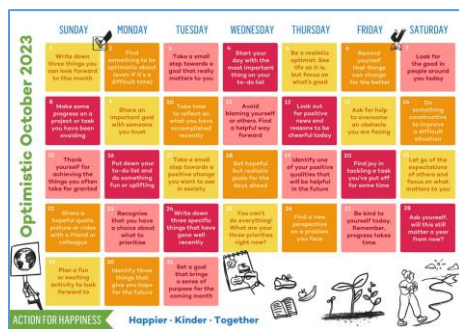 Optimistic October 2023
SUNDAY MONDAY TUESDAY WEDNESDAY THURSDAY FRIDAY SATURDAY
1
Write down
three things you
can look forward
to this month
2
Find
something to be
optimistic about
(even if it's a
difficult time)
3
Take a small
step towards a
goal that really
matters to you
4
Start your
day with the
most important
thing on your
to-do list
5
Be a realistic
optimist. See
life as it is,
but focus on
what's good
6
Remind
yourself that
things can
change for the
better
7
Look for the
good in
people around
you today
8
Make some
progress on a
project or task
you have been
avoiding
9
Share an
important goal
with someone
you trust
10
Take time
to reflect on
what you have
accomplished
recently
11
Avoid
blaming yourself
or others. Find
a helpful way
forward
12
Look out
for positive
news and
reasons to be
cheerful today
13
Ask for help
to overcome
an obstacle
you are facing
14
Do
something
constructive to
improve a
difficult situation
15
Thank
yourself for
achieving the
things you often
take for granted
16
Put down your
to-do list and do
something fun
or uplifting
17
Take a small
step towards a
positive change
you want to see
in society
18
Set hopeful
but realistic
goals for the
days ahead
19
Identify one
of your positive
qualities that
will be helpful
in the future
20
Find joy in
tackling a task
you've put off
for some time
21
Let go of the
expectations of
others and focus
on what
matters to you
22
Share a
hopeful quote,
picture or video
with a friend or
colleague
23
Recognise
that you have
a choice about
what to
prioritise
24
Write down
three specific
things that have
gone well
recently
25
You can't
do everything!
What are your
three priorities
right now?
26
Find a new
perspective on
a problem you
face
27
Be kind to
yourself today.
Remember,
progress takes
time
28
Ask yourself,
will this still
matter a year
from now?
29
Plan a fun
or exciting
activity to look
forward to
30
Identify three
things that give
you hope for the future
31
Set a goal
that brings
a sense of
purpose for the
coming month
ACTION FOR HAPPINESS
Happier · Kinder · Together